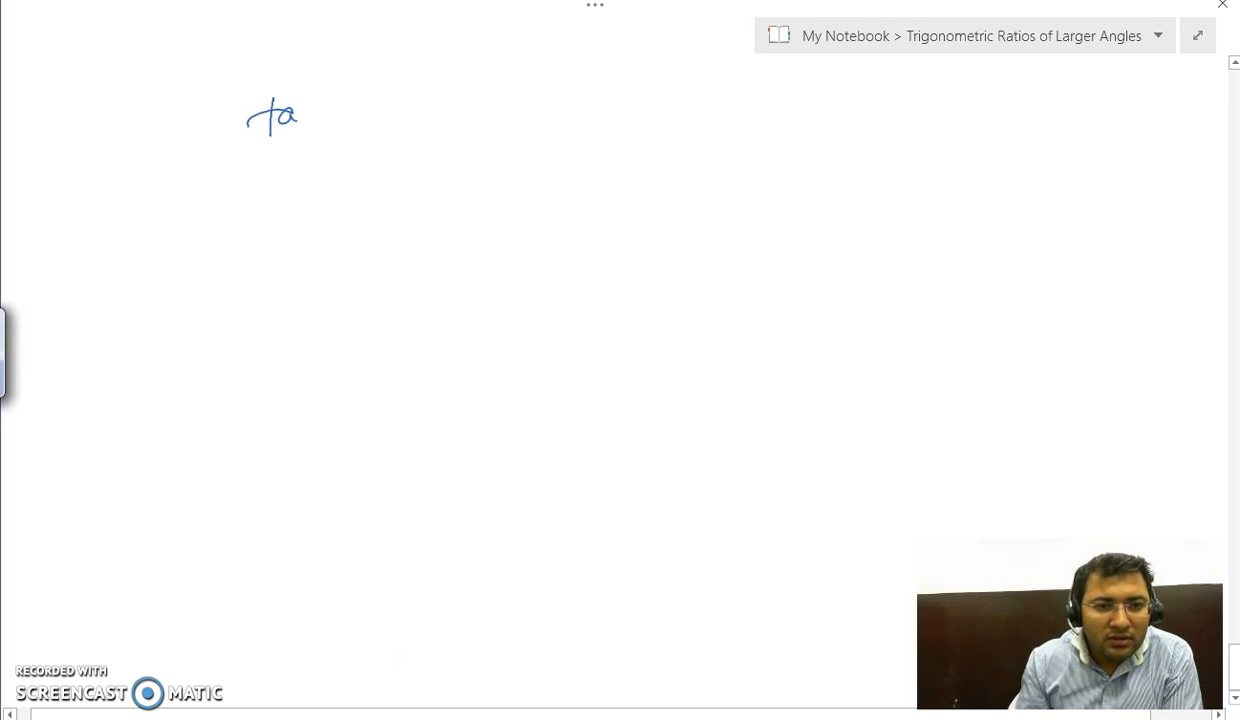 My Notebook > Trigonometric Ratios of Larger Angles
ta
RECORDED WITH
SCREENCAST MATIC